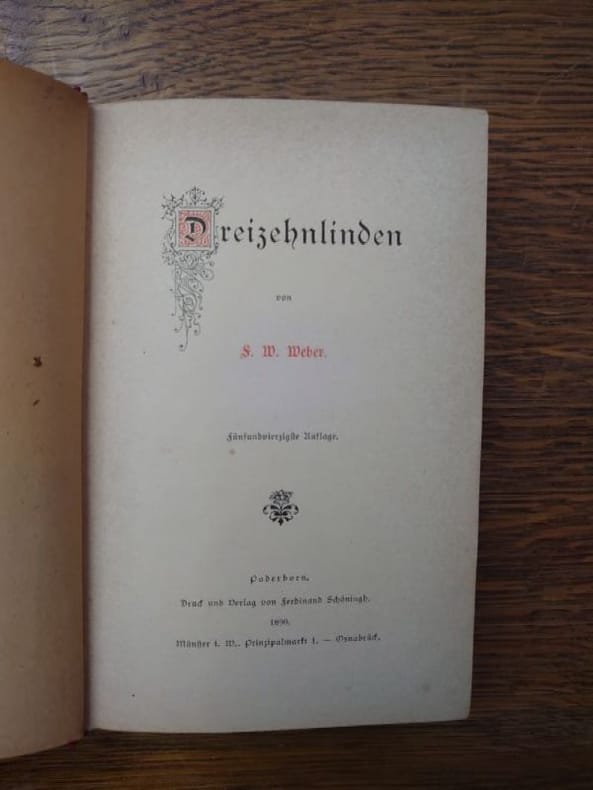 Dreizehnlinden
von
F. W. Weber.
Fünfundvierzigste Auflage.
Paderborn.
Druck und Verlag von Ferdinand Schöningh.
1890.
Münster i. W., Prinzipalmarkt 1. — Osnabrück.